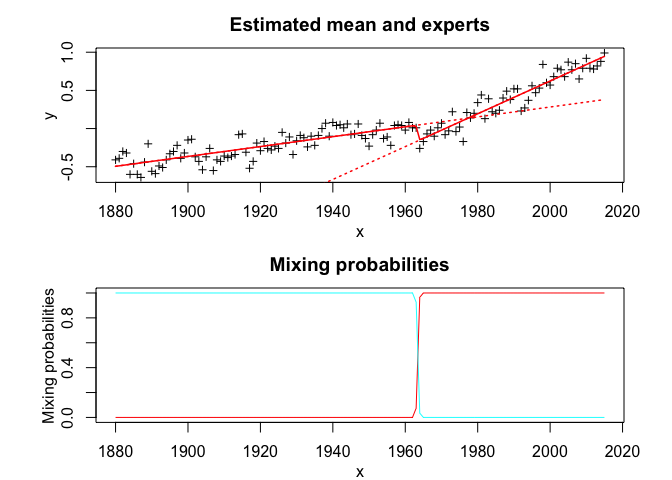 Estimated mean and experts
1.0
0.5
−0.5
y
1880 1900 1920 1940 1960 1980 2000 2020
x
Mixing probabilities
0.8
0.4
0.0
Mixing probabilities
1880 1900 1920 1940 1960 1980 2000 2020
x